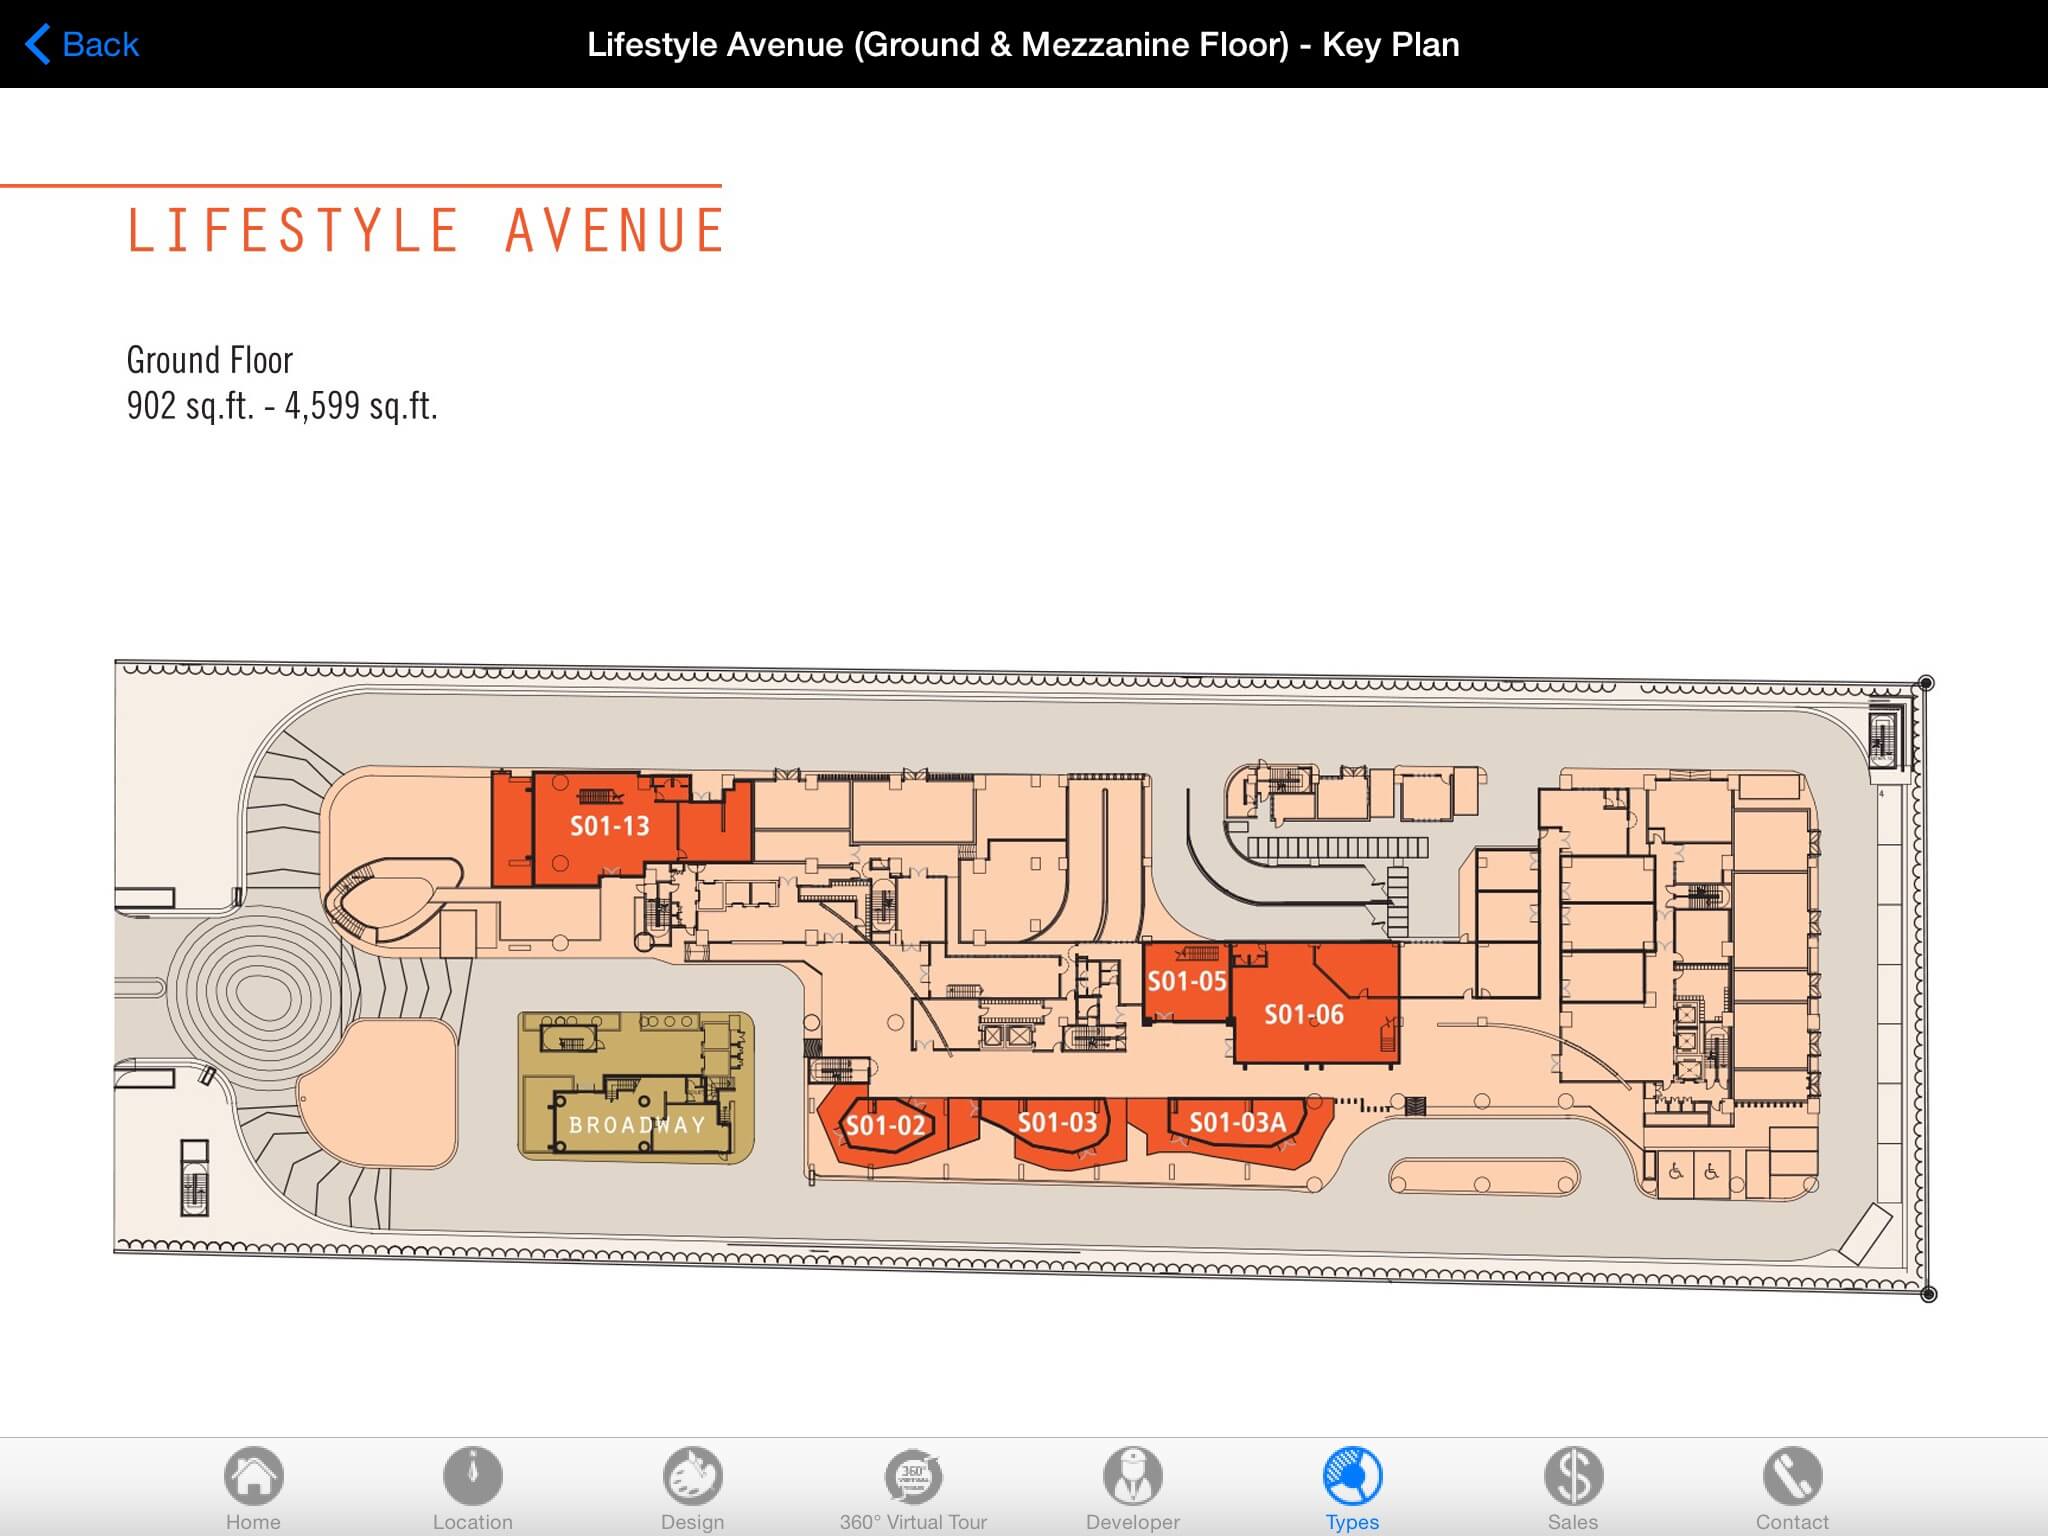 Back
Lifestyle Avenue (Ground & Mezzanine Floor) - Key Plan
LIFESTYLE AVENUE
Ground Floor
902 sq.ft. - 4,599 sq.ft.
4
S01-13
S01-05
S01-06
BROADWAY
S01-02
S01-03
S01-03A
N
360°
Home
Location
Design
360° Virtual Tour
Developer
Types
Sales
Contact